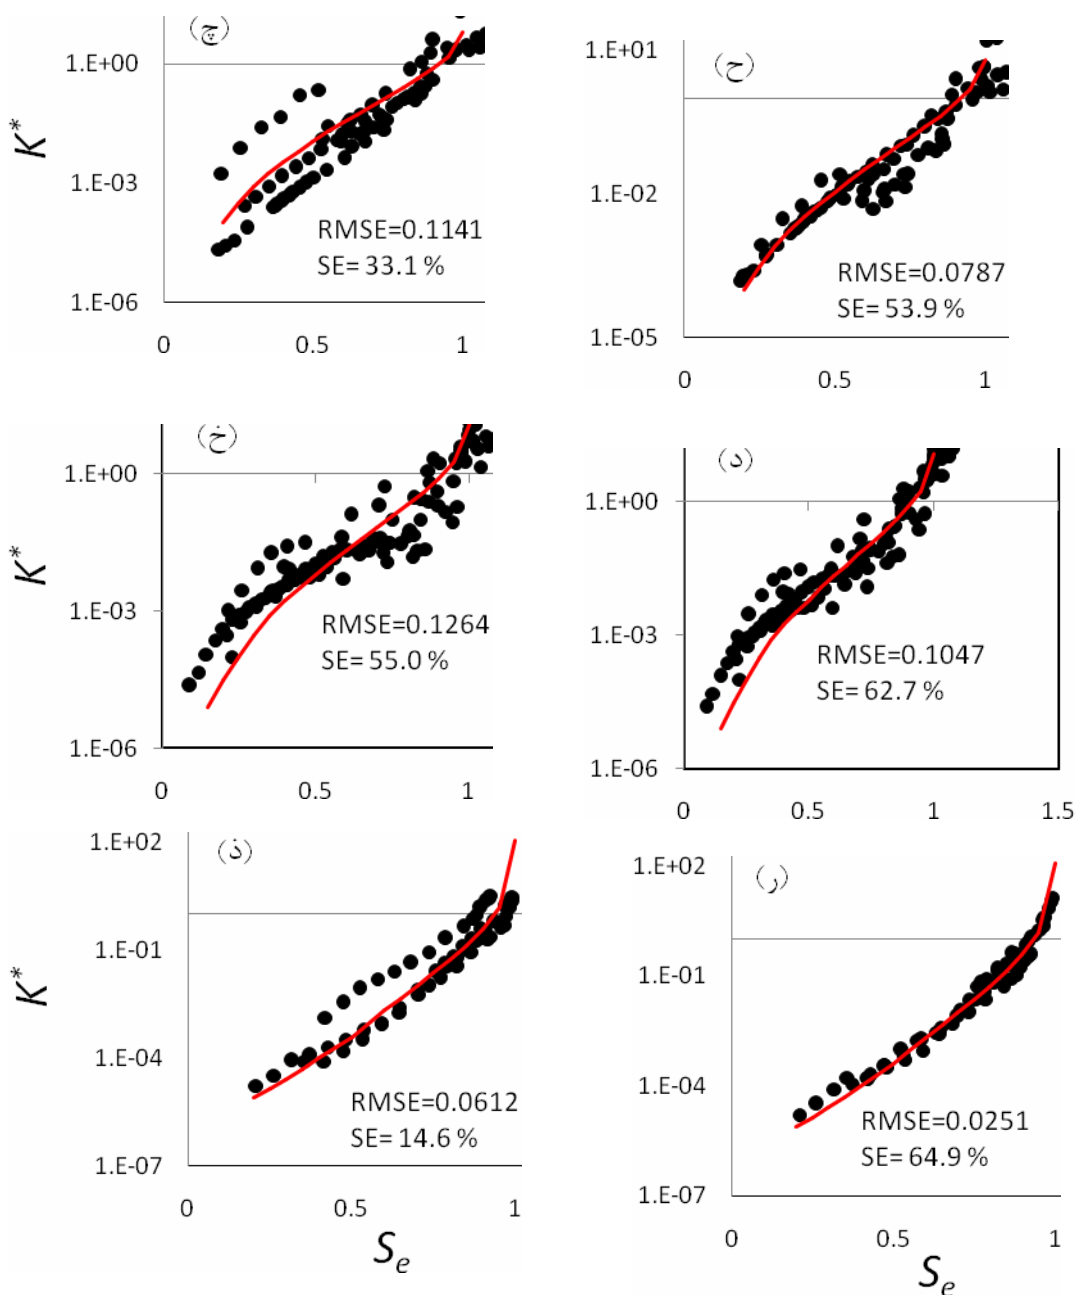 (چ)
1.E+00
1.E-03
1.E-06
K*
RMSE=0.1141
SE= 33.1 %
0 0.5 1
(ح)
1.E+01
1.E-02
1.E-05
RMSE=0.0787
SE= 53.9 %
0 0.5 1
(خ)
1.E+00
1.E-03
1.E-06
K*
RMSE=0.1264
SE= 55.0 %
0 0.5 1
(د)
1.E+00
1.E-03
1.E-06
RMSE=0.1047
SE= 62.7 %
0 0.5 1 1.5
(ذ)
1.E+02
1.E-01
1.E-04
1.E-07
K*
RMSE=0.0612
SE= 14.6 %
0 0.5 1
Se
(ر)
1.E+02
1.E-01
1.E-04
1.E-07
RMSE=0.0251
SE= 64.9 %
0 0.5 1
Se